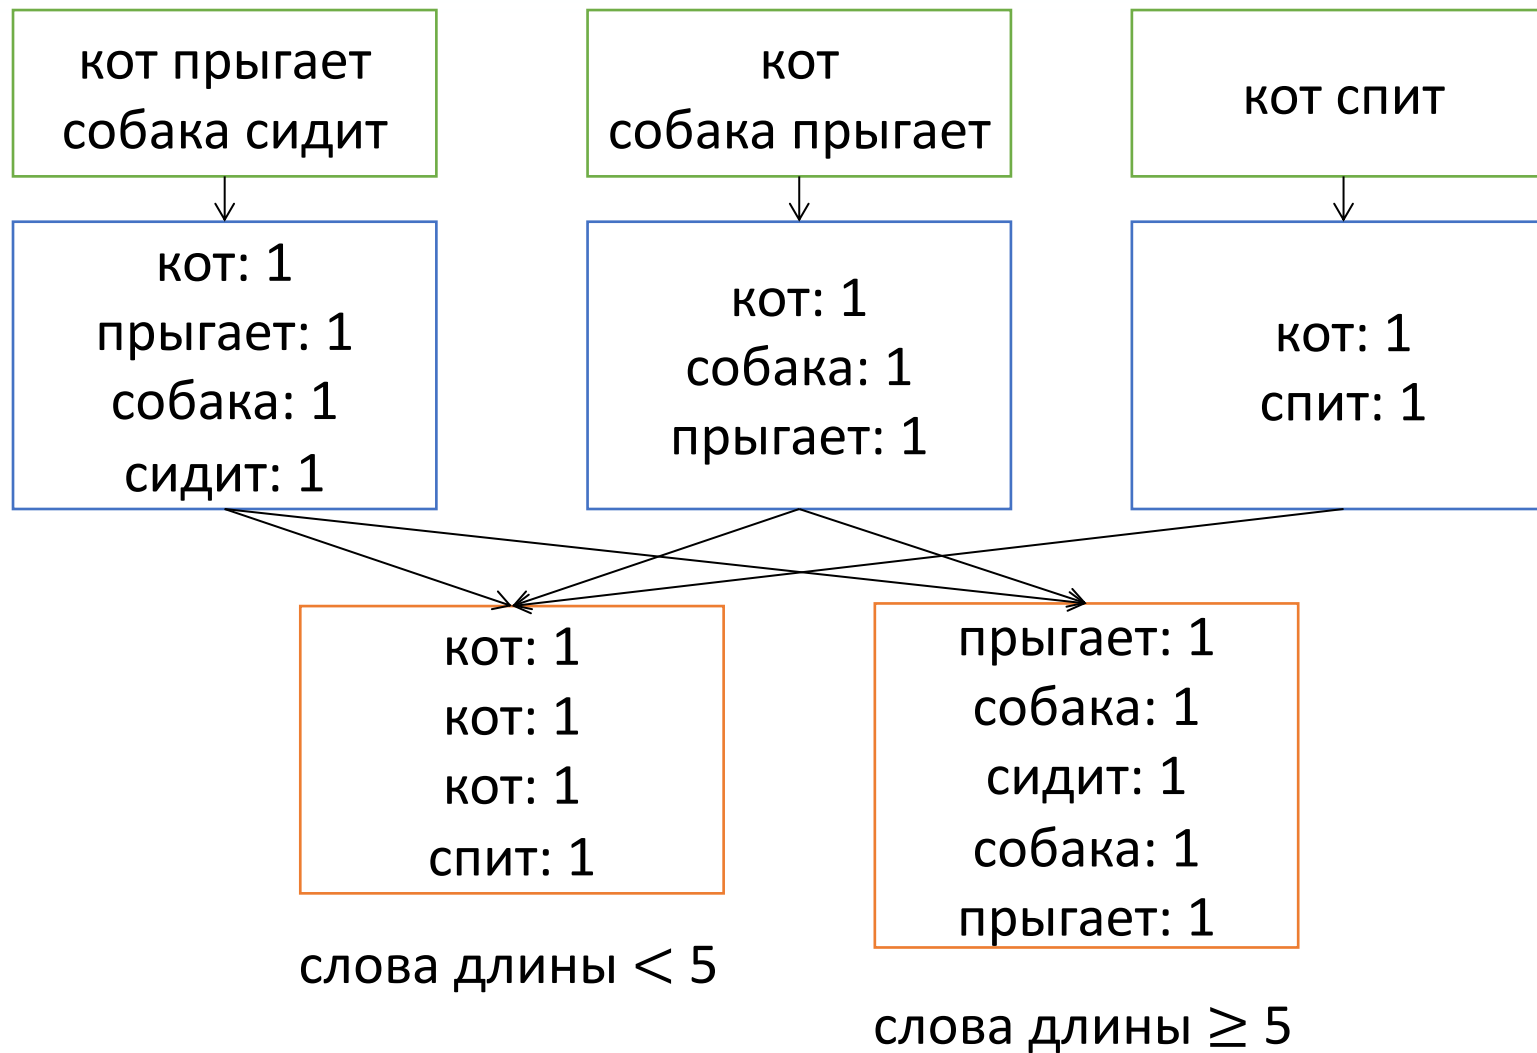 кот прыгает
собака сидит
кот
собака прыгает
кот спит
кот: 1
прыгает: 1
собака: 1
сидит: 1
кот: 1
собака: 1
прыгает: 1
кот: 1
спит: 1
кот: 1
кот: 1
кот: 1
спит: 1
слова длины < 5
прыгает: 1
собака: 1
сидит: 1
собака: 1
прыгает: 1
слова длины ≥ 5